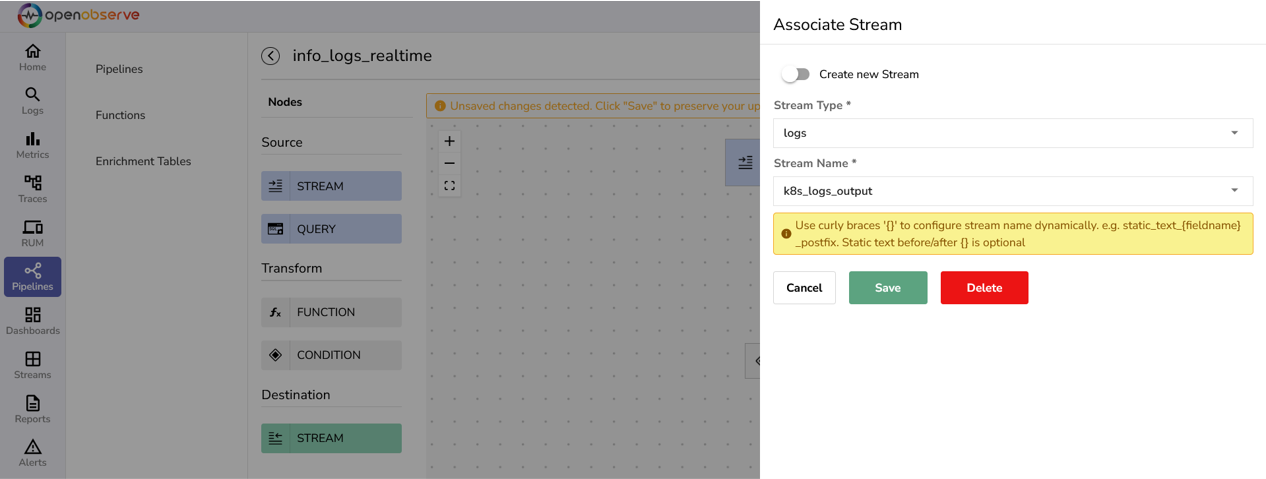 openobserve
Home
Logs
Metrics
Traces
RUM
Pipelines
Dashboards
Streams
Reports
Alerts
Pipelines
Functions
Enrichment Tables
info_logs_realtime
Nodes
Source
STREAM
QUERY
Transform
FUNCTION
CONDITION
Destination
STREAM
Unsaved changes detected. Click "Save" to preserve your up
Associate Stream
Create new Stream
Stream Type *
logs
Stream Name *
k8s_logs_output
Use curly braces '{}' to configure stream name dynamically. e.g. static_text_{fieldname}
_postfix. Static text before/after {} is optional
Cancel
Save
Delete